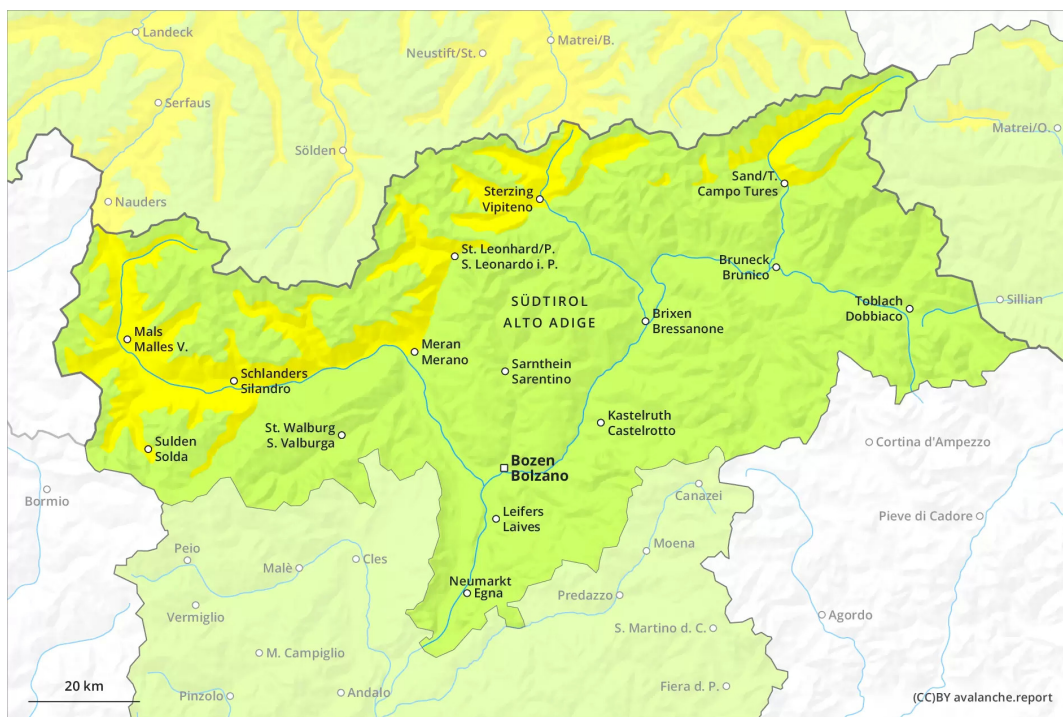 Landeck
Matrei/B.
Neustift/St.
Serfaus
Matrei/O.
Sölden
Sand/T.
Campo Tures
Sterzing
Vipiteno
Nauders
St. Leonhard/P.
S. Leonardo i. P.
Bruneck
Brunico
SÜDTIROL
ALTO ADIGE
Toblach
Dobbiaco
Sillian
Brixen
Bressanone
Mals
Malles V.
Meran
Merano
Sarnthein
Sarentino
Schlanders
Silandro
Kastelruth
Castelrotto
St. Walburg
S. Valburga
Sulden
Solda
Cortina d'Ampezzo
Bozen
Bolzano
Bormio
Canazei
Leifers
Laives
Pieve di Cadore
Peio
Moena
Cles
Malè
Neumarkt
Egna
Predazzo
Vermiglio
Agordo
S. Martino d. C.
M. Campiglio
20 km
Pinzolo
Andalo
Fiera d. P.
(CC)BY avalanche.report